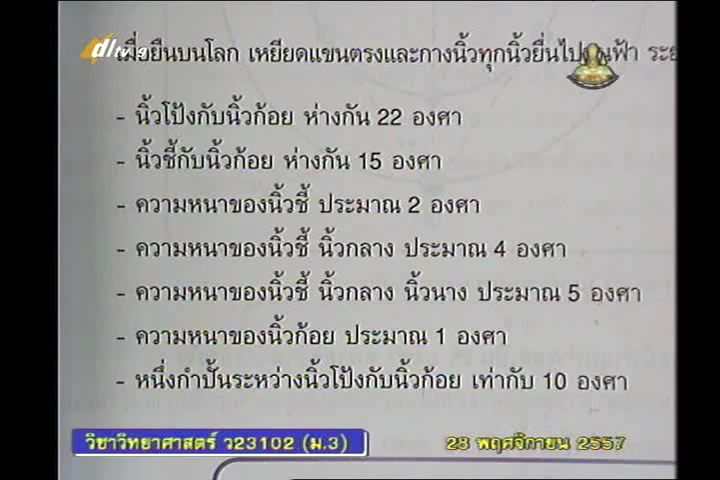 dltv 9
เมื่อยืนบนโลก เหยียดแขนตรงและกางนิ้วทุกนิ้วยื่นไปบนฟ้า
- นิ้วโป้งกับนิ้วก้อย ห่างกัน 22 องศา
- นิ้วชี้กับนิ้วก้อย ห่างกัน 15 องศา
- ความหนาของนิ้วชี้ ประมาณ 2 องศา
- ความหนาของนิ้วชี้ นิ้วกลาง ประมาณ 4 องศา
- ความหนาของนิ้วชี้ นิ้วกลาง นิ้วนาง ประมาณ 5 องศา
- ความหนาของนิ้วก้อย ประมาณ 1 องศา
- หนึ่งกำปั้นระหว่างนิ้วโป้งกับนิ้วก้อย เท่ากับ 10 องศา
วิชาวิทยาศาสตร์ ว23102 (ม.3)
28 พฤศจิกายน 2557